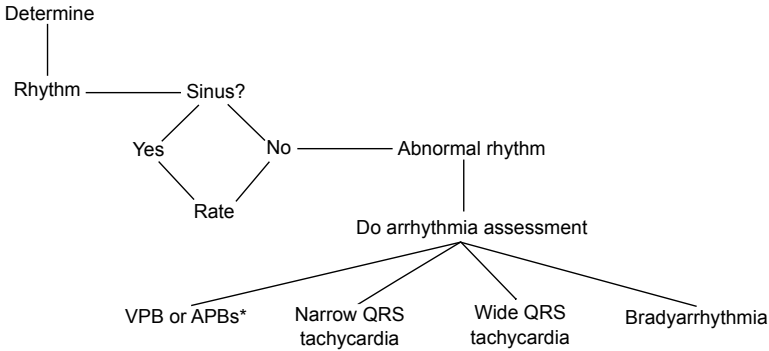 Determine
Rhythm
Sinus?
Yes
No
Abnormal rhythm
Rate
Do arrhythmia assessment
VPB or APBs*
Narrow QRS
tachycardia
Wide QRS
tachycardia
Bradyarrhythmia